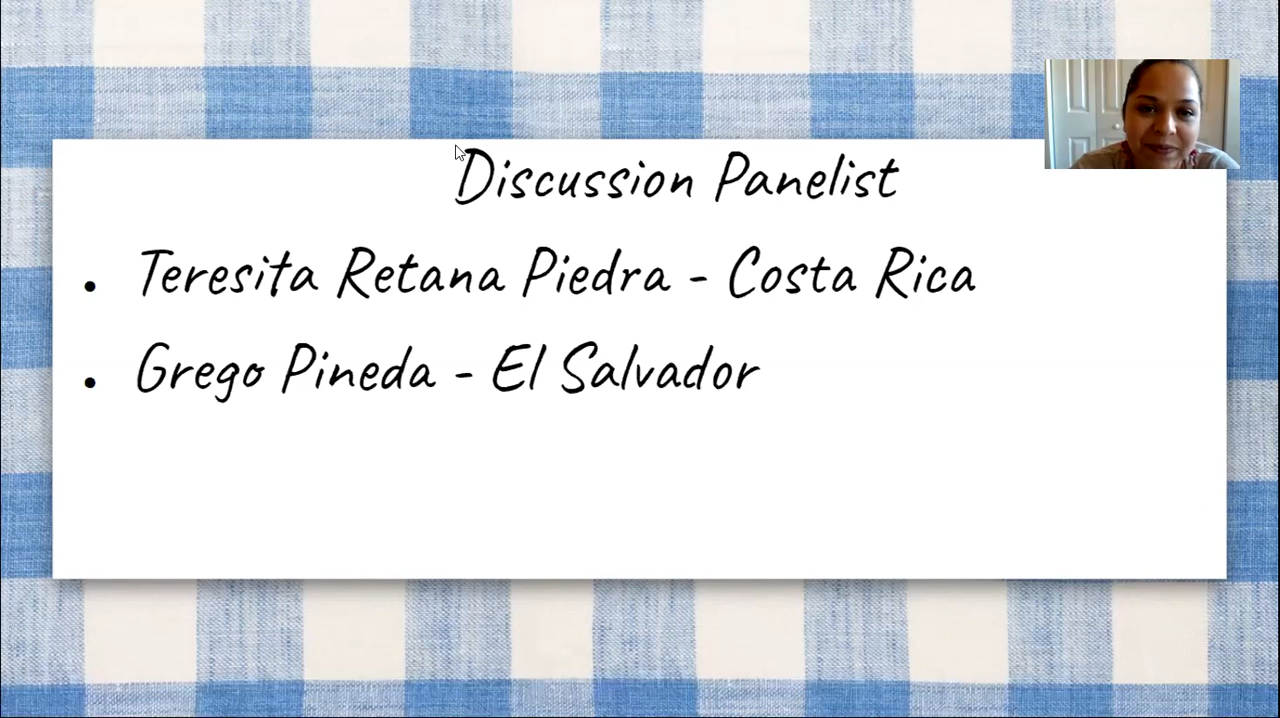 Discussion Panelist
• Teresita Retana Piedra - Costa Rica
• Grego Pineda - El Salvador